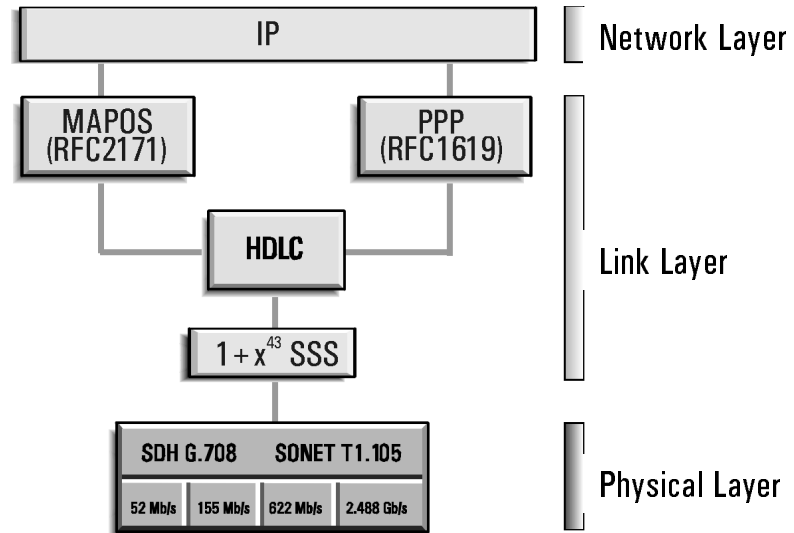 IP
Network Layer
MAPOS
(RFC2171)
PPP
(RFC1619)
HDLC
Link Layer
1 + x⁴³ SSS
SDH G.708 SONET T1.105
52 Mb/s 155 Mb/s 622 Mb/s 2.488 Gb/s
Physical Layer